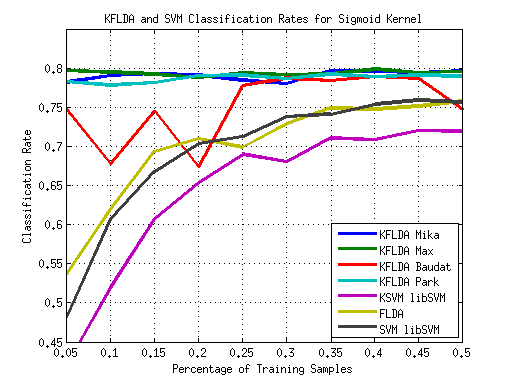 KFLDA and SVM Classification Rates for Sigmoid Kernel
Classification Rate
0.8
0.75
0.7
0.65
0.6
0.55
0.5
0.45
0.05 0.1 0.15 0.2 0.25 0.3 0.35 0.4 0.45 0.5
Percentage of Training Samples
KFLDA Mika
KFLDA Max
KFLDA Baudat
KFLDA Park
KSVM libSVM
FLDA
SVM libSVM